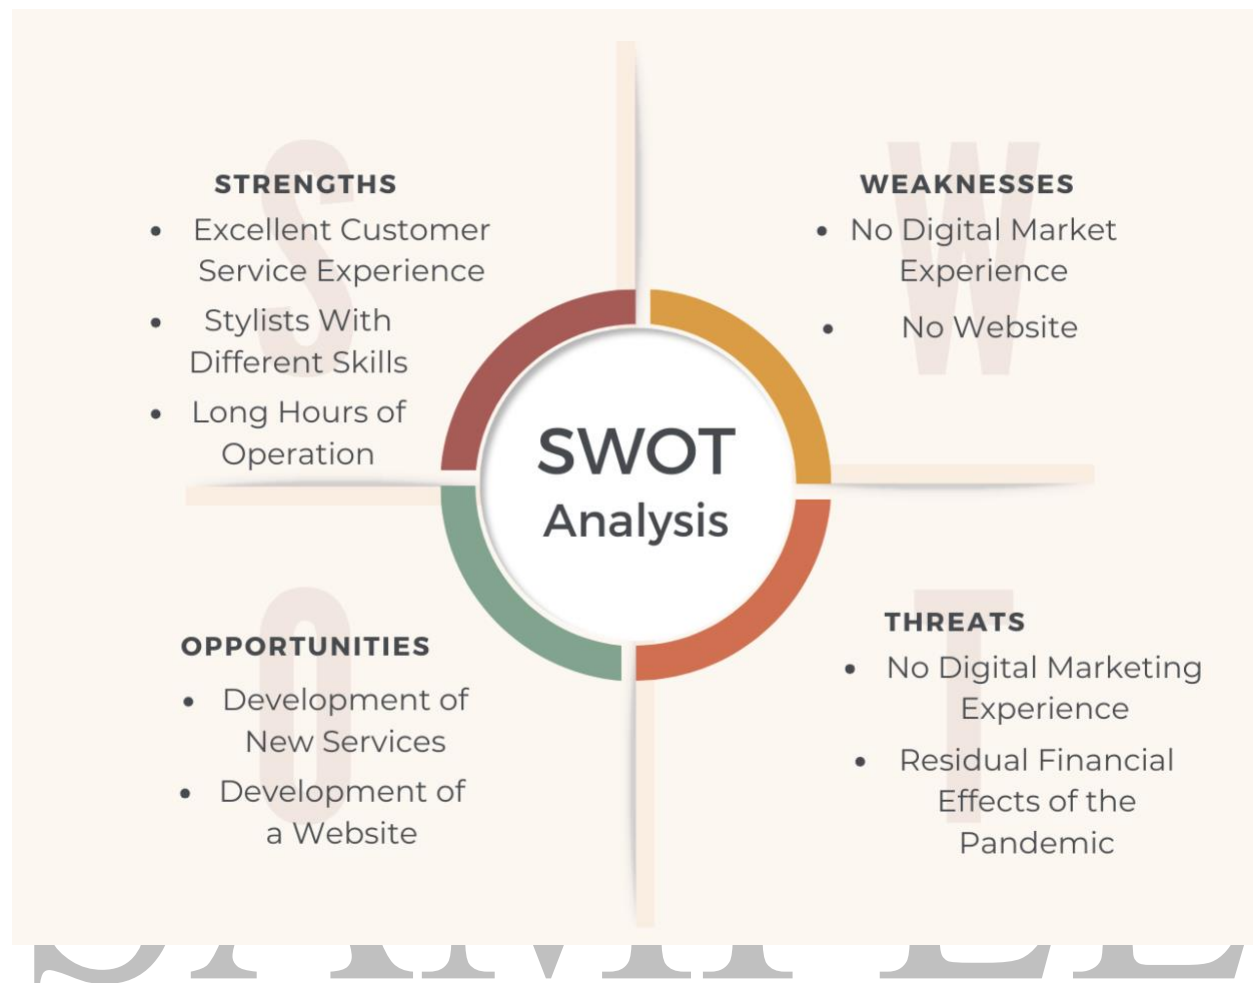 S
STRENGTHS
• Excellent Customer
Service Experience
• Stylists With
Different Skills
• Long Hours of
Operation
W
WEAKNESSES
• No Digital Market
Experience
• No Website
SWOT
Analysis
O
OPPORTUNITIES
• Development of
New Services
• Development of
a Website
T
THREATS
• No Digital Marketing
Experience
• Residual Financial
Effects of the
Pandemic
SAMPLE